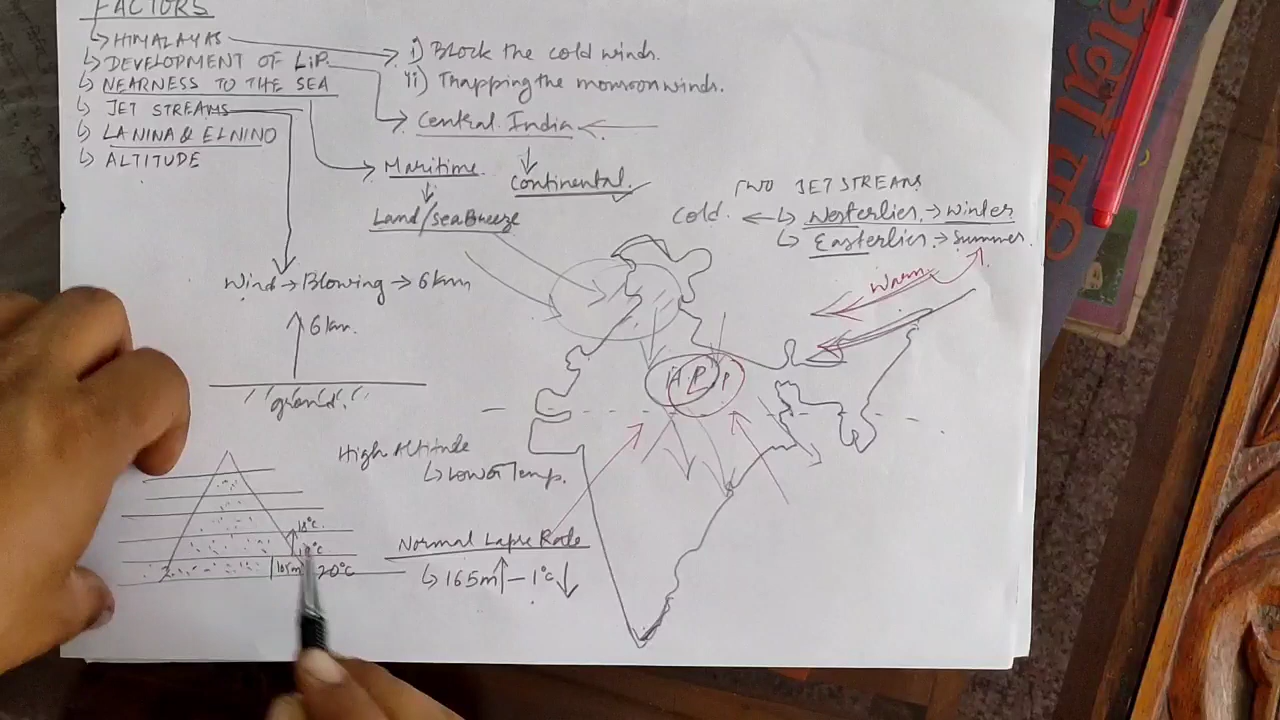 FACTORS
↳ HIMALAYAS
↳ DEVELOPMENT OF LiP.
↳ NEARNESS TO THE SEA
↳ JET STREAMS
↳ LA NINA & EL NINO
↳ ALTITUDE
i) Block the cold winds.
ii) Trapping the monsoon winds.
Central India
Continental
Maritime
Land/sea Breeze
TWO JET STREAMS
Cold. ← ↳ Westerlies → Winter
↳ Easterlies → Summer
Warm
Wind → Blowing → 6 km
6 km.
ground.
H P
P
High Altitude
↳ Lower Temp.
Normal Lapse Rate
↳ 165m ↑ – 1°C ↓
18°C
165m
20°C